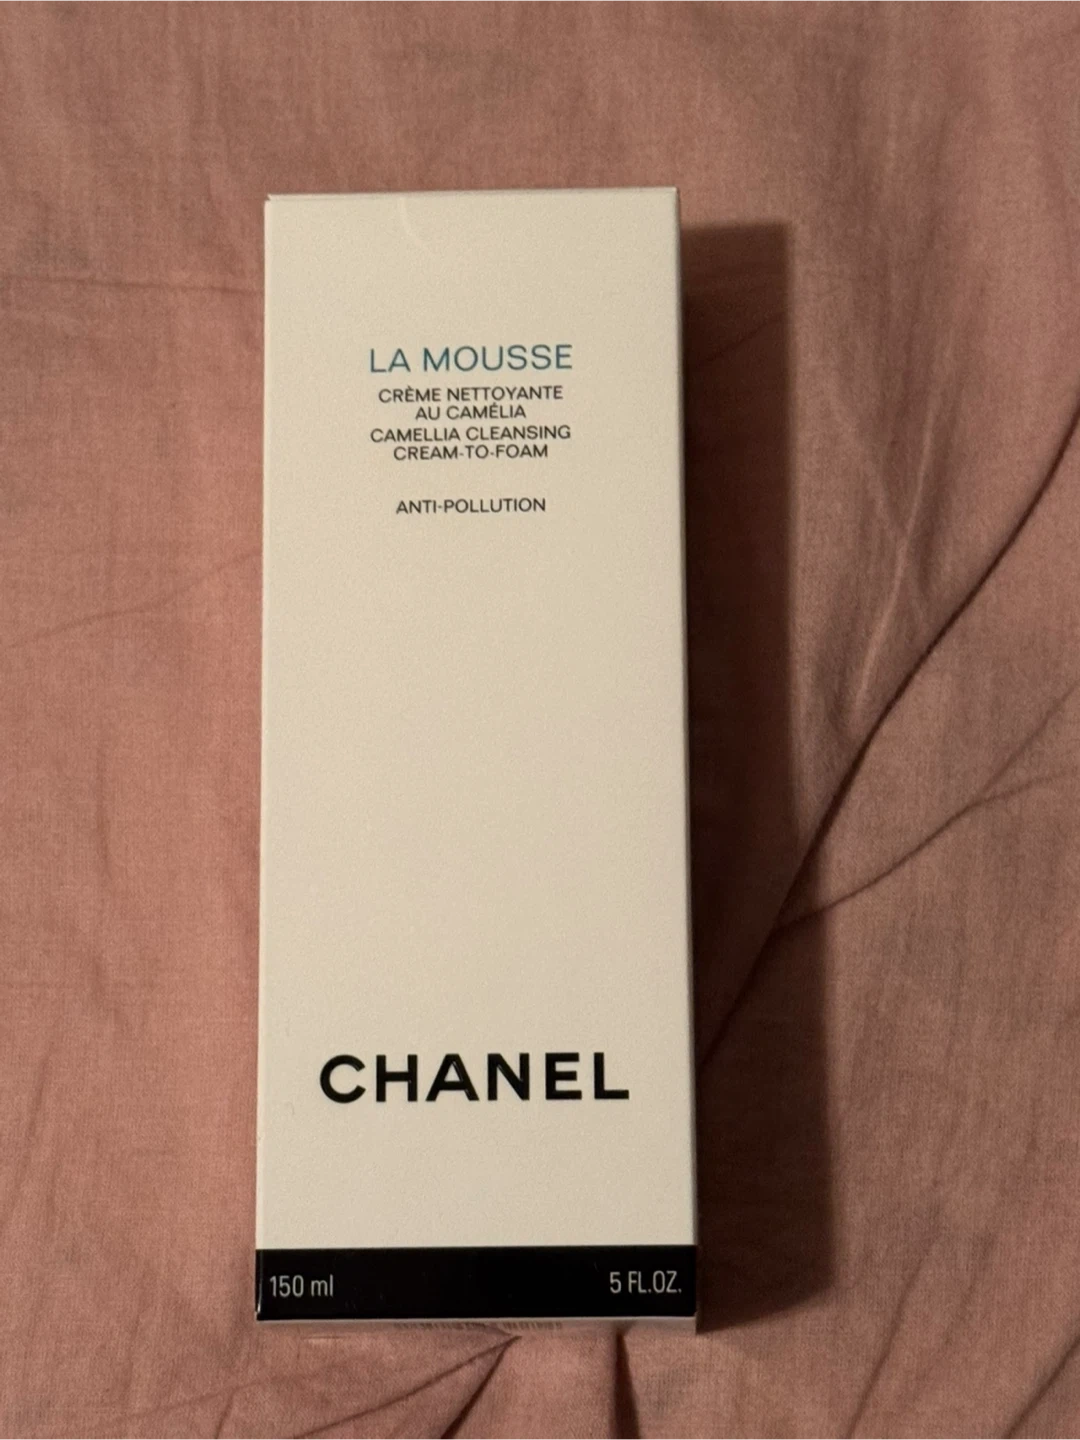 LA MOUSSE
CRÈME NETTOYANTE
AU CAMÉLIA
CAMELLIA CLEANSING
CREAM-TO-FOAM
ANTI-POLLUTION
CHANEL
150 ml 5 FL.OZ.